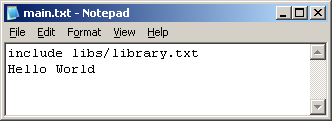 main.txt - Notepad
File Edit Format View Help
include libs/library.txt
Hello World